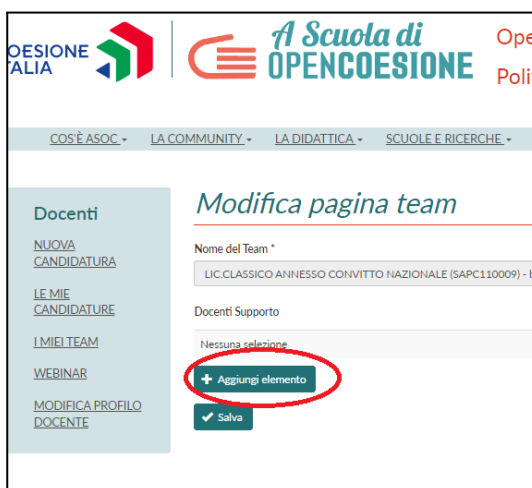 OESIONE
ALIA
A Scuola di
OPENCOESIONE
Ope
Poli
COS'È ASOC
LA COMMUNITY
LA DIDATTICA
SCUOLE E RICERCHE
Docenti
NUOVA
CANDIDATURA
LE MIE
CANDIDATURE
I MIEI TEAM
WEBINAR
MODIFICA PROFILO
DOCENTE
Modifica pagina team
Nome del Team *
LIC.CLASSICO ANNESSO CONVITTO NAZIONALE (SAPC110009) -
Docenti Supporto
Nessuna selezione
Aggiungi elemento
Salva